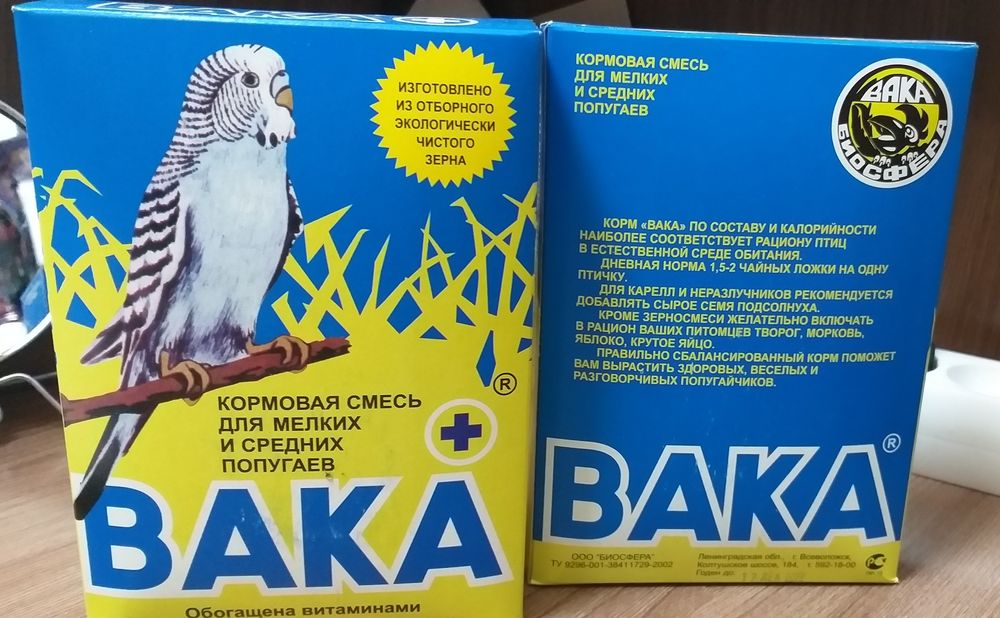 ВАКА
ИЗГОТОВЛЕНО
ИЗ ОТБОРНОГО
ЭКОЛОГИЧЕСКИ
ЧИСТОГО
ЗЕРНА
®
КОРМОВАЯ СМЕСЬ
ДЛЯ МЕЛКИХ
И СРЕДНИХ
ПОПУГАЕВ
ВАКА
Обогащена витаминами
КОРМОВАЯ СМЕСЬ
ДЛЯ МЕЛКИХ
И СРЕДНИХ
ПОПУГАЕВ
ВАКА
БИОСФЕРА
КОРМ «ВАКА» ПО СОСТАВУ И КАЛОРИЙНОСТИ
НАИБОЛЕЕ СООТВЕТСТВУЕТ РАЦИОНУ ПТИЦ
В ЕСТЕСТВЕННОЙ СРЕДЕ ОБИТАНИЯ.
ДНЕВНАЯ НОРМА 1,5-2 ЧАЙНЫХ ЛОЖКИ НА ОДНУ
ПТИЧКУ.
ДЛЯ КАРЕЛЛ И НЕРАЗЛУЧНИКОВ РЕКОМЕНДУЕТСЯ
ДОБАВЛЯТЬ СЫРОЕ СЕМЯ ПОДСОЛНУХА.
КРОМЕ ЗЕРНОСМЕСИ ЖЕЛАТЕЛЬНО ВКЛЮЧАТЬ
В РАЦИОН ВАШИХ ПИТОМЦЕВ ТВОРОГ, МОРКОВЬ,
ЯБЛОКО, КРУТОЕ ЯЙЦО.
ПРАВИЛЬНО СБАЛАНСИРОВАННЫЙ КОРМ ПОМОЖЕТ
ВАМ ВЫРАСТИТЬ ЗДОРОВЫХ, ВЕСЕЛЫХ И
РАЗГОВОРЧИВЫХ ПОПУГАЙЧИКОВ.
ВАКА®
ООО "БИОСФЕРА"
ТУ 9296-001-38411729-2002
Ленинградская обл., г. Всеволожск,
Колтушское шоссе, 184, т. 592-18-00
Годен до: